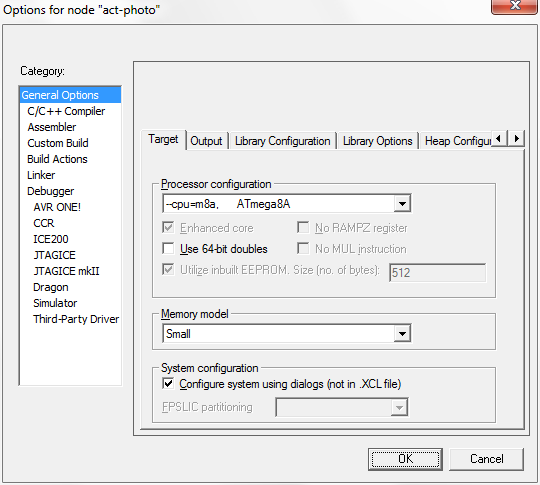 Options for node "act-photo"
Category:
General Options
C/C++ Compiler
Assembler
Custom Build
Build Actions
Linker
Debugger
AVR ONE!
CCR
ICE200
JTAGICE
JTAGICE mkII
Dragon
Simulator
Third-Party Driver
Target Output Library Configuration Library Options Heap Configur
Processor configuration
--cpu=m8a, ATmega8A
Enhanced core No RAMPZ register
Use 64-bit doubles No MUL instruction
Utilize inbuilt EEPROM. Size (no. of bytes): 512
Memory model
Small
System configuration
Configure system using dialogs (not in .XCL file)
FPSLIC partitioning
OK Cancel